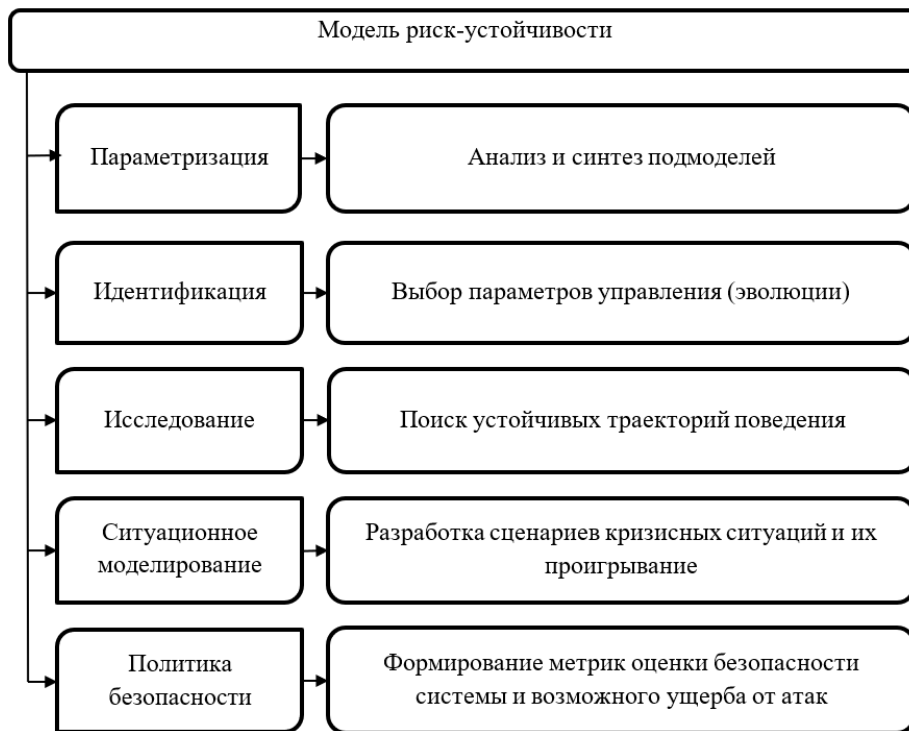 Модель риск-устойчивости
Параметризация
Анализ и синтез подмоделей
Идентификация
Выбор параметров управления (эволюции)
Исследование
Поиск устойчивых траекторий поведения
Ситуационное
моделирование
Разработка сценариев кризисных ситуаций и их
проигрывание
Политика
безопасности
Формирование метрик оценки безопасности
системы и возможного ущерба от атак